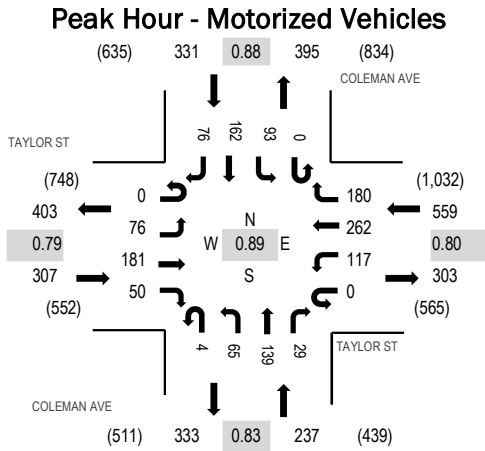 Peak Hour - Motorized Vehicles
(635) 331 0.88 395 (834)
COLEMAN AVE
TAYLOR ST
76 162 93 0
(748) (1,032)
0 180
403 559
76 N 262
0.79 W 0.89 E 0.80
181 S 117
307 303
50 0
(552) (565)
4 65 139 29
TAYLOR ST
COLEMAN AVE
(511) 333 0.83 237 (439)